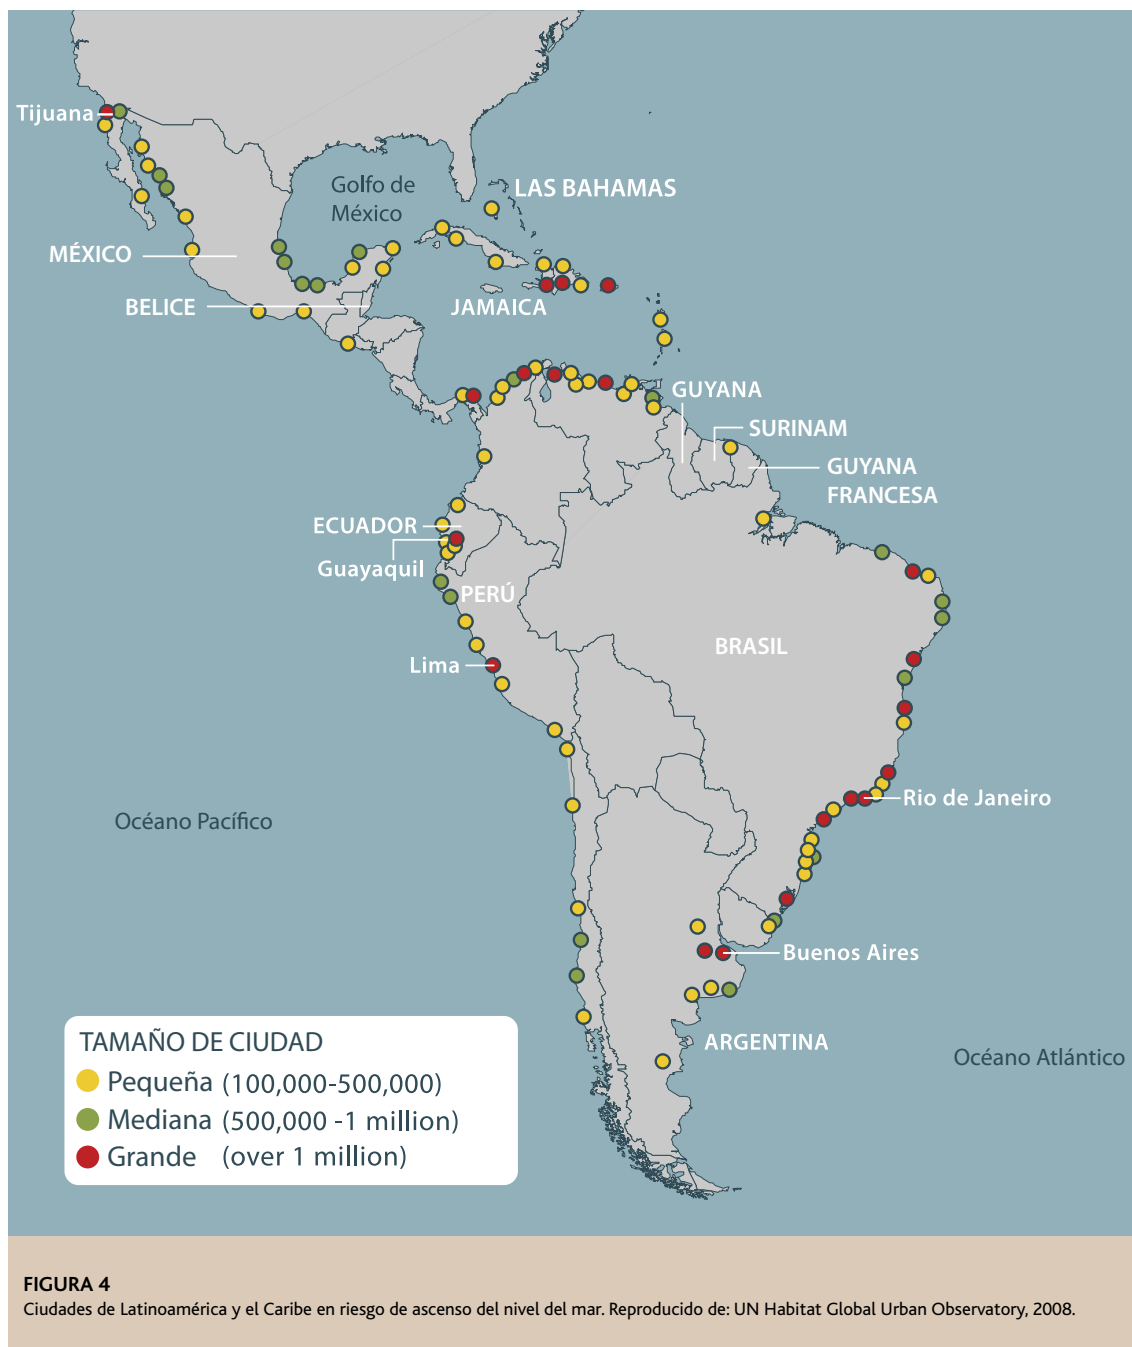 Tijuana
Golfo de
México
LAS BAHAMAS
MÉXICO
BELICE
JAMAICA
GUYANA
SURINAM
GUYANA
FRANCESA
ECUADOR
Guayaquil
PERÚ
BRASIL
Lima
Rio de Janeiro
Océano Pacífico
Buenos Aires
ARGENTINA
Océano Atlántico
TAMAÑO DE CIUDAD
Pequeña (100,000-500,000)
Mediana (500,000 -1 million)
Grande (over 1 million)
FIGURA 4
Ciudades de Latinoamérica y el Caribe en riesgo de ascenso del nivel del mar. Reproducido de: UN Habitat Global Urban Observatory, 2008.